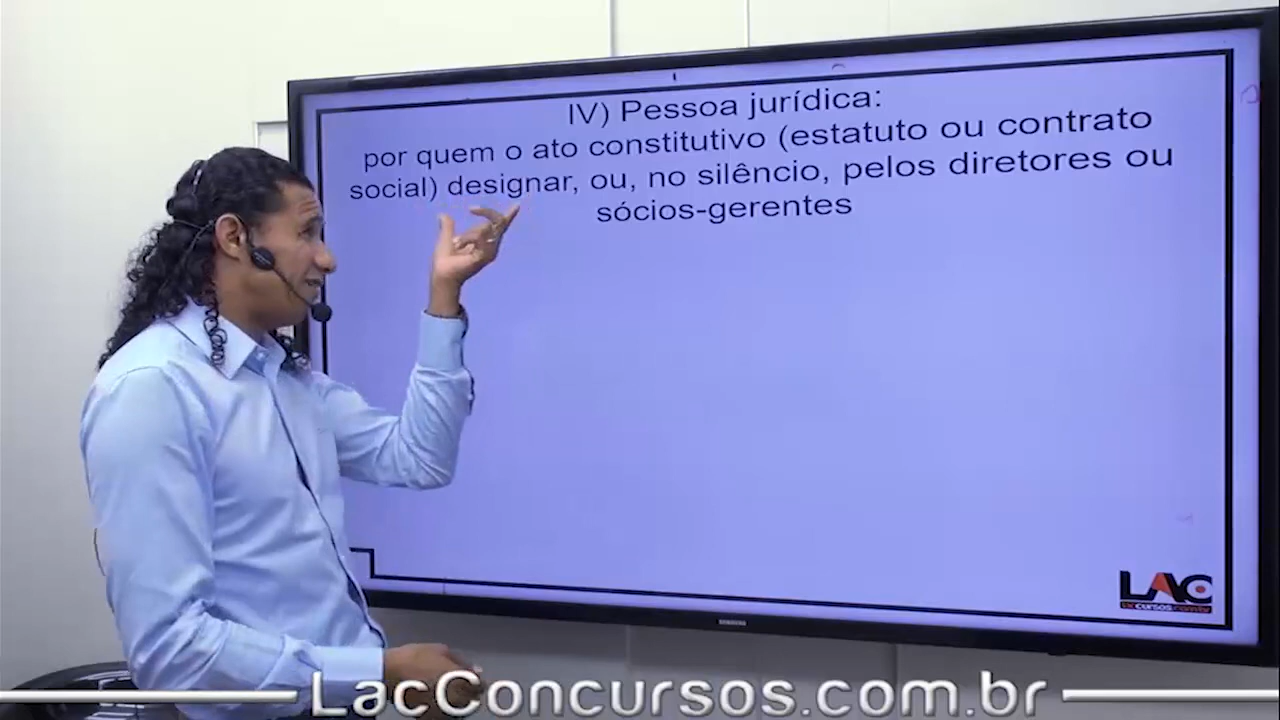 IV) Pessoa jurídica:
por quem o ato constitutivo (estatuto ou contrato
social) designar, ou, no silêncio, pelos diretores ou
sócios-gerentes
LAC
LacConcursos.com.br